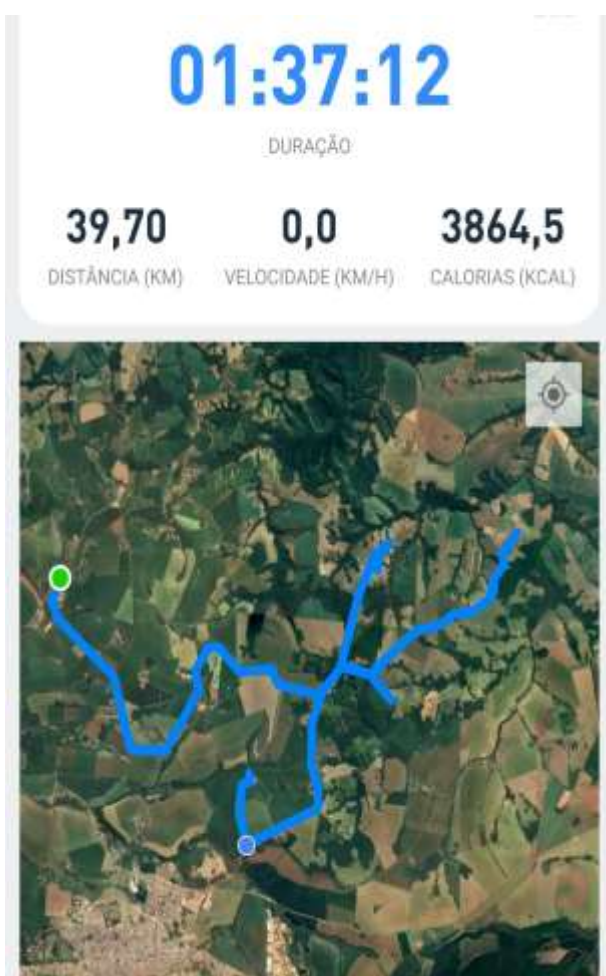 01:37:12
DURAÇÃO
39,70 0,0 3864,5
DISTÂNCIA (KM) VELOCIDADE (KM/H) CALORIAS (KCAL)